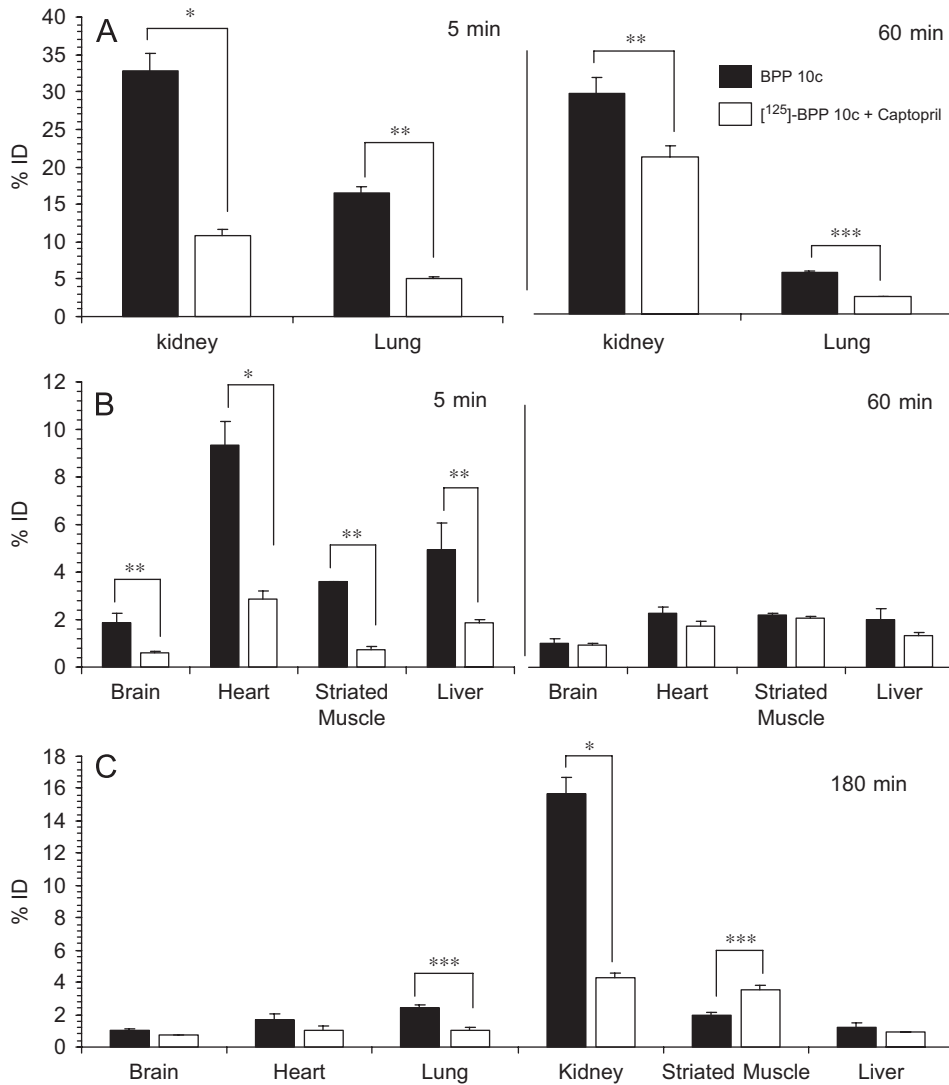 A
5 min
60 min
*
**
**
***
BPP 10c
[¹²⁵]-BPP 10c + Captopril
% ID
40
35
30
25
20
15
10
5
0
kidney
Lung
kidney
Lung
B
5 min
60 min
*
**
**
**
% ID
12
10
8
6
4
2
0
Brain
Heart
Striated
Muscle
Liver
Brain
Heart
Striated
Muscle
Liver
C
180 min
*
***
***
% ID
18
16
14
12
10
8
6
4
2
0
Brain
Heart
Lung
Kidney
Striated Muscle
Liver